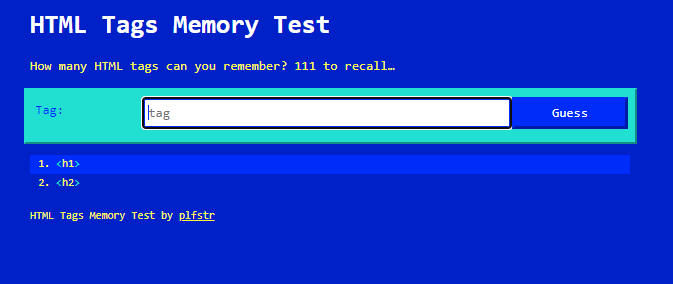 HTML Tags Memory Test
How many HTML tags can you remember? 111 to recall…
Tag:
tag
Guess
1. <h1>
2. <h2>
HTML Tags Memory Test by plfstr